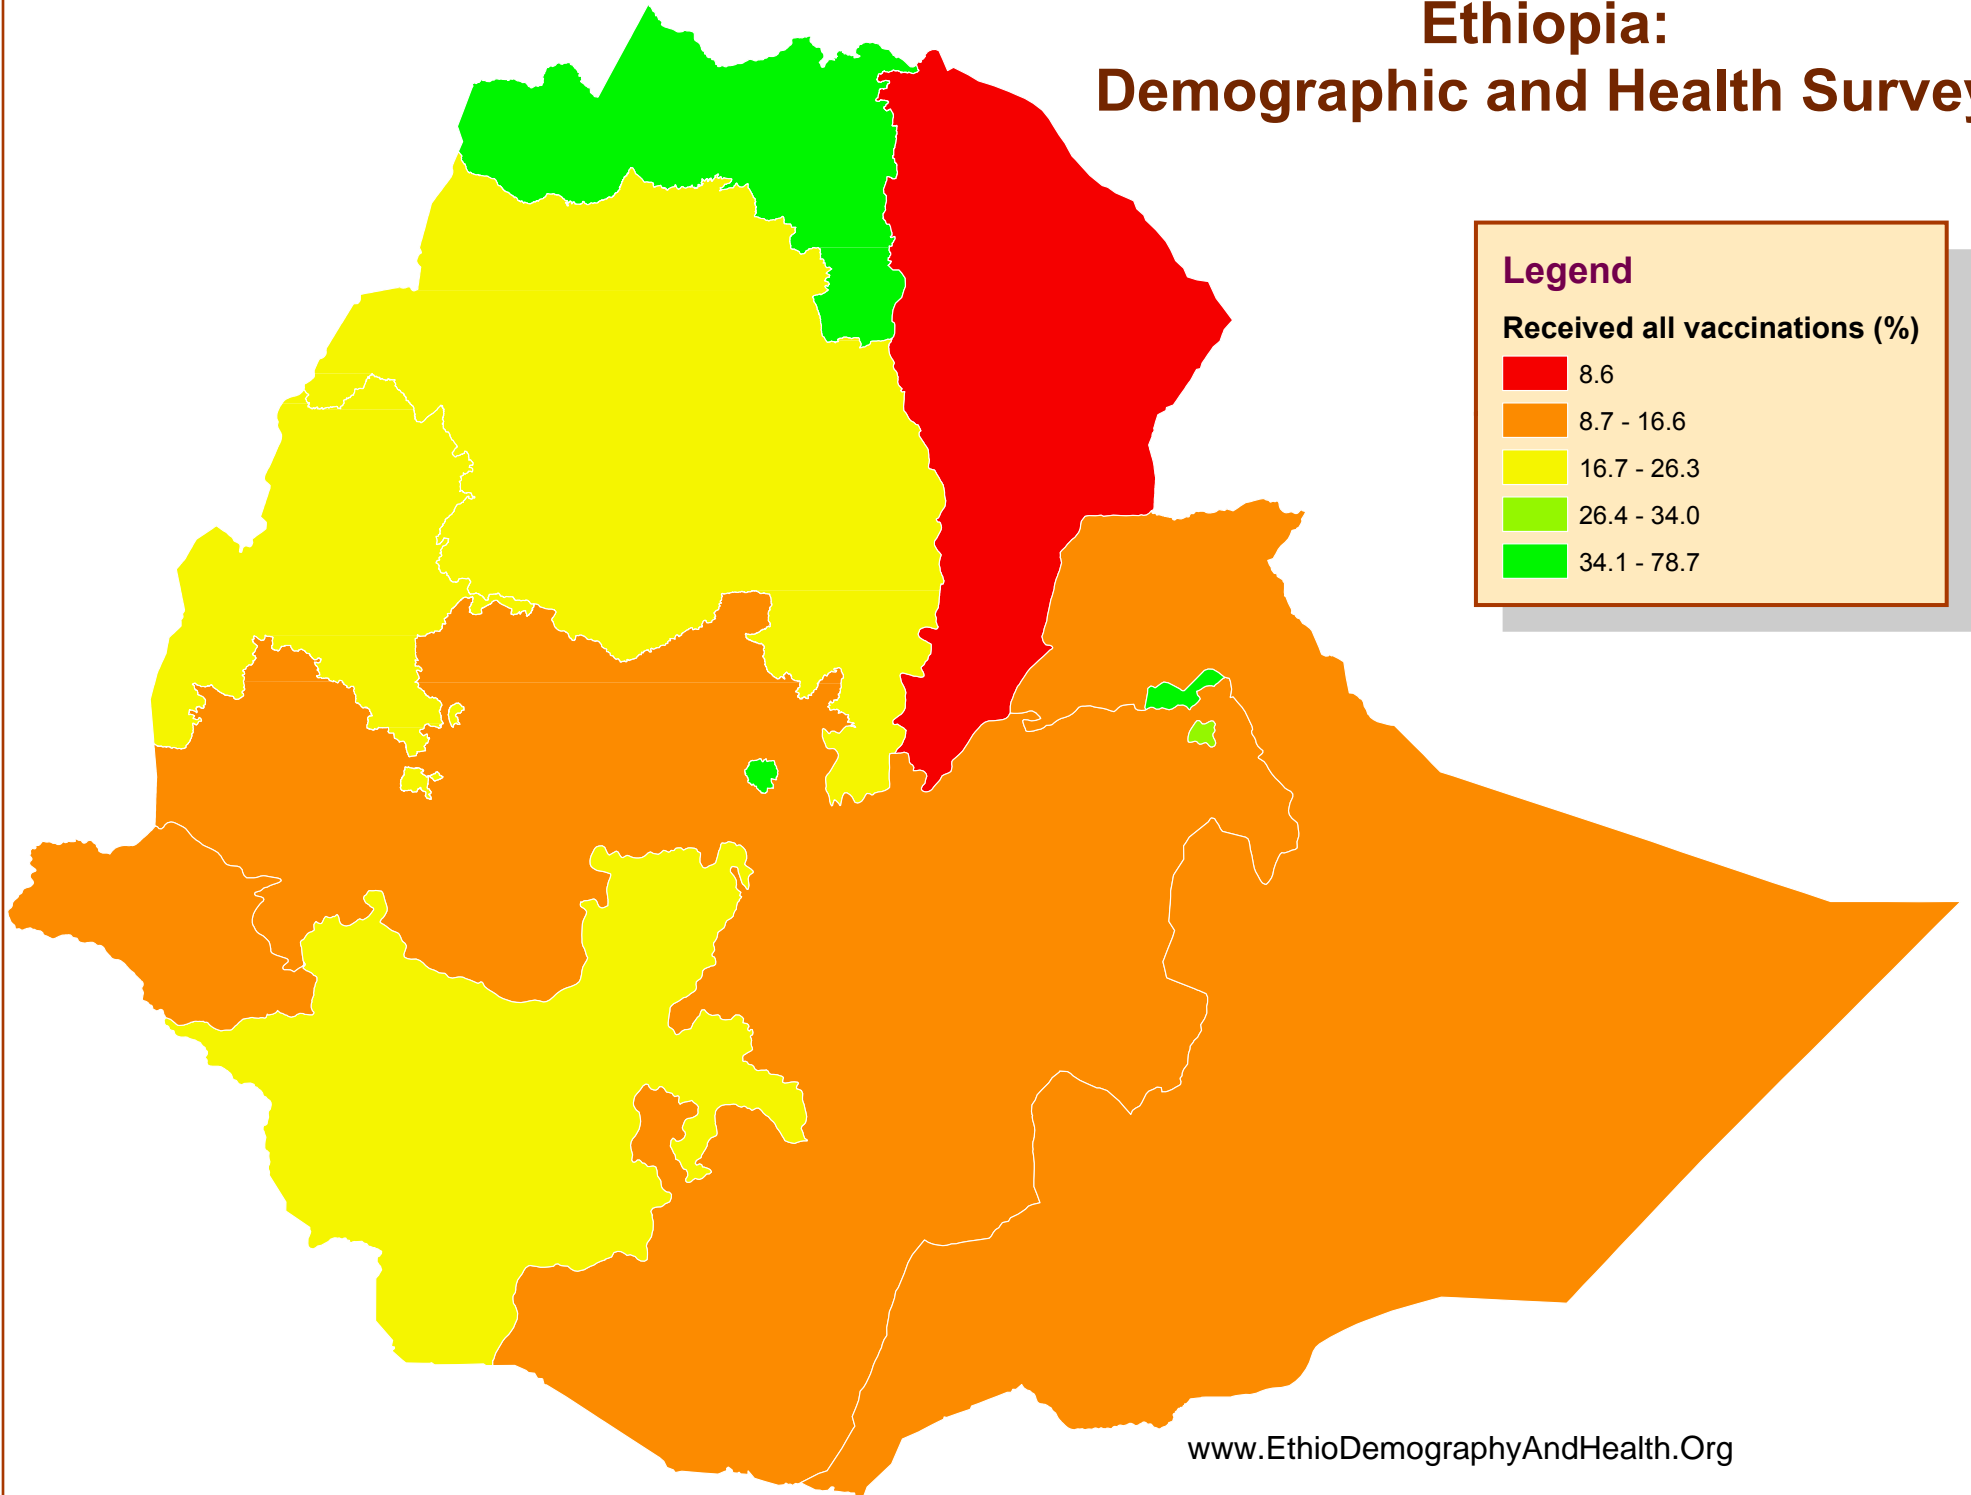 Ethiopia:
Demographic and Health Survey
Legend
Received all vaccinations (%)
8.6
8.7 - 16.6
16.7 - 26.3
26.4 - 34.0
34.1 - 78.7
www.EthioDemographyAndHealth.Org